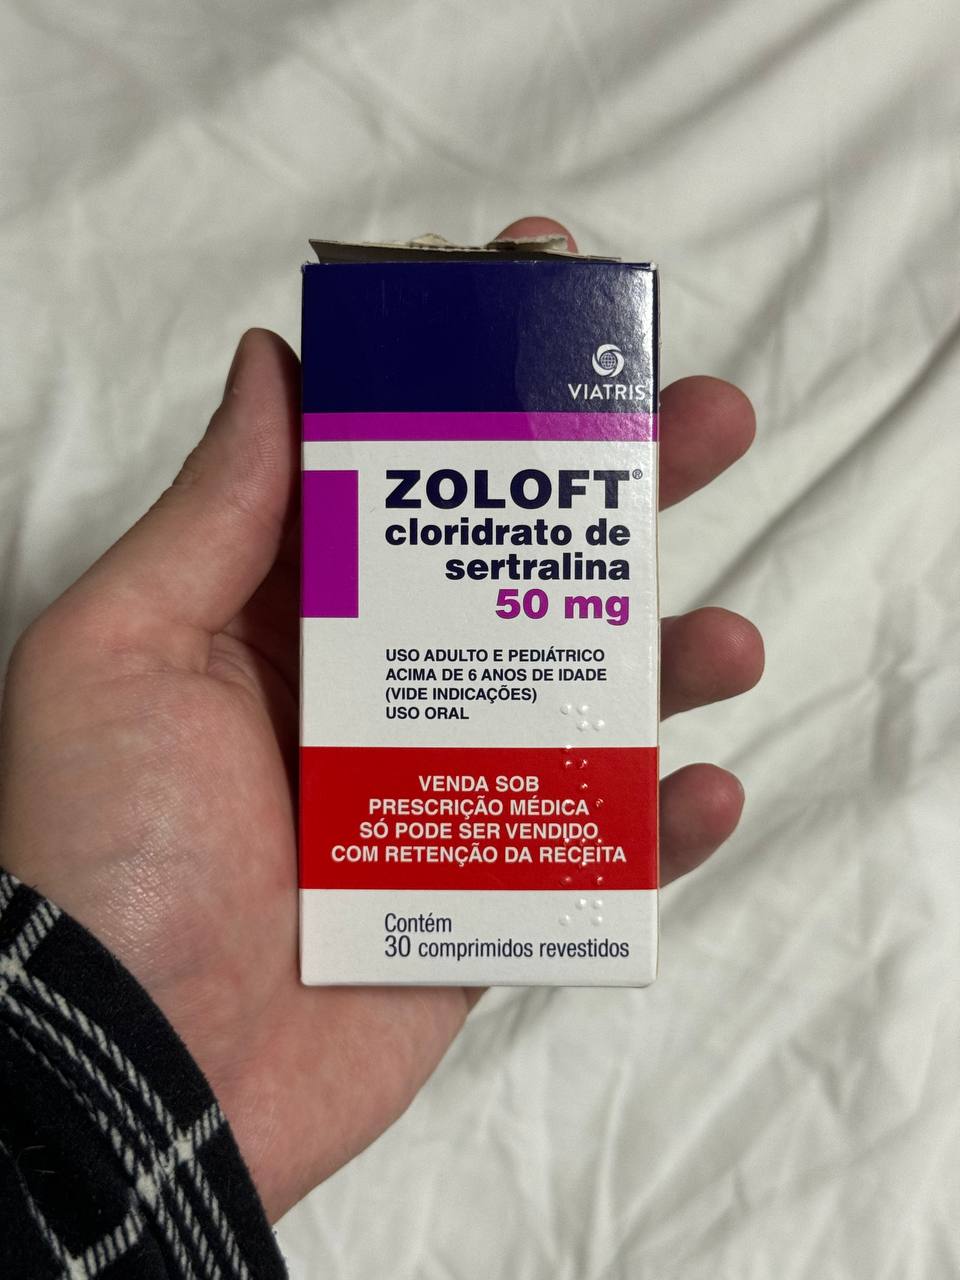 VIATRIS
ZOLOFT®
cloridrato de
sertralina
50 mg
USO ADULTO E PEDIÁTRICO
ACIMA DE 6 ANOS DE IDADE
(VIDE INDICAÇÕES)
USO ORAL
VENDA SOB
PRESCRIÇÃO MÉDICA
SÓ PODE SER VENDIDO
COM RETENÇÃO DA RECEITA
Contém
30 comprimidos revestidos